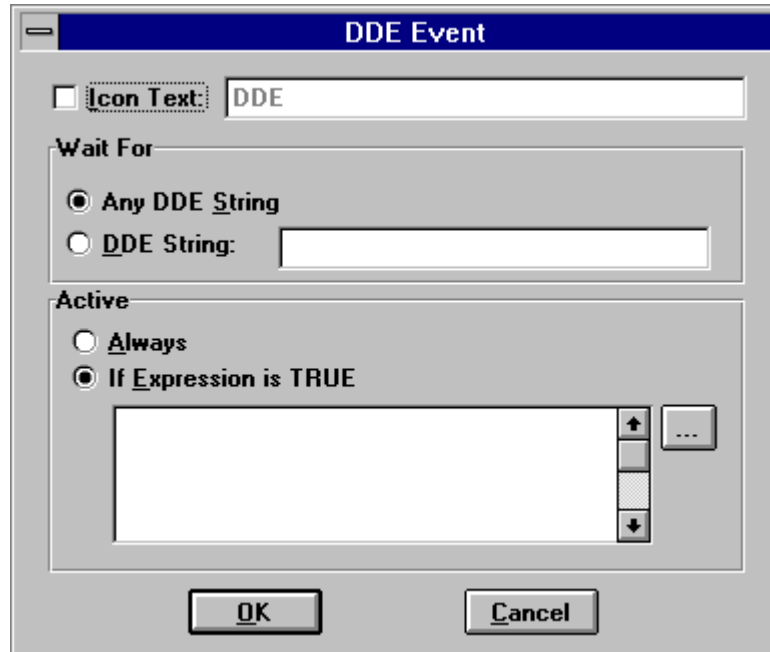 DDE Event
Icon Text: DDE
Wait For
Any DDE String
DDE String:
Active
Always
If Expression is TRUE
...
OK Cancel